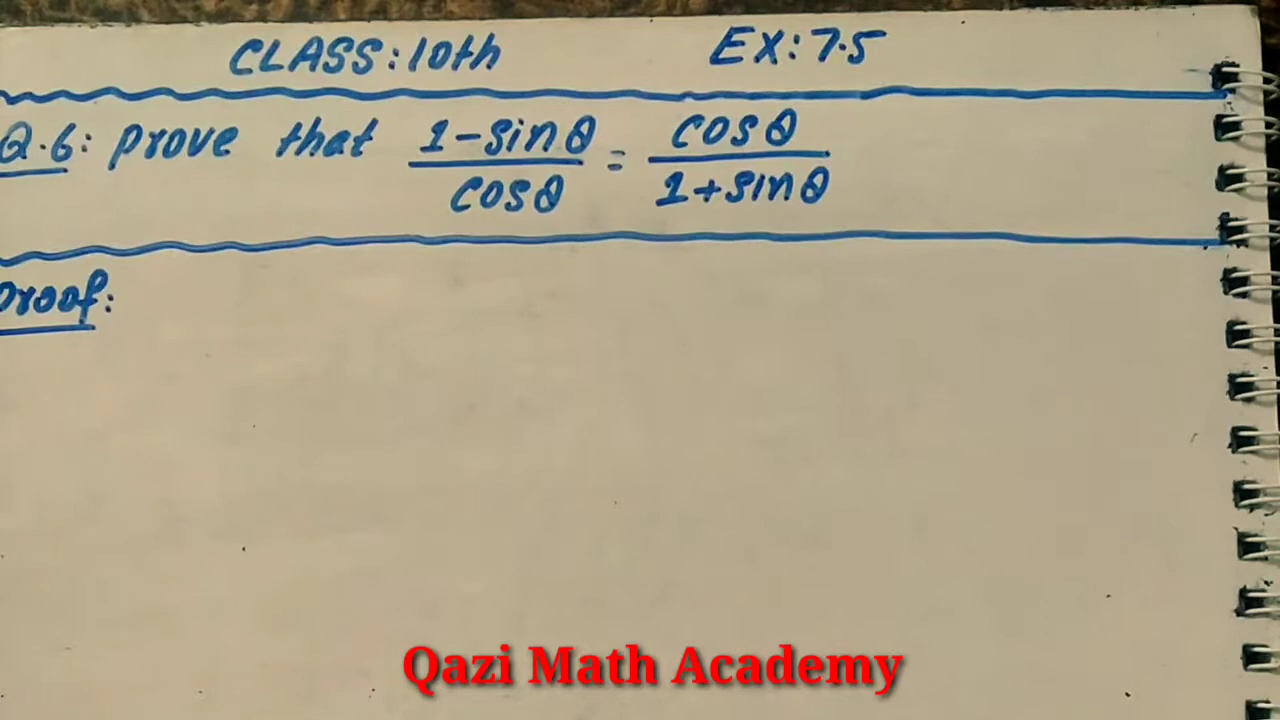 CLASS: 10th EX: 7.5
Q.6: prove that 1-sinθ/cosθ = cosθ/1+sinθ
Proof:
Qazi Math Academy